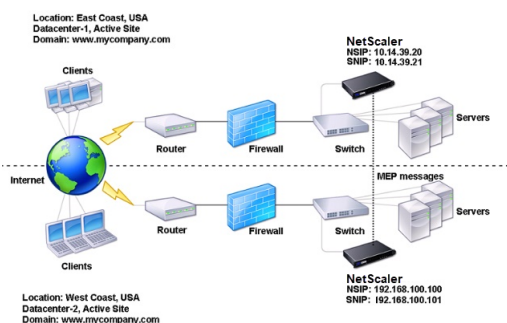 Location: East Coast, USA
Datacenter-1, Active Site
Domain: www.mycompany.com
NetScaler
NSIP: 10.14.39.20
SNIP: 10.14.39.21
Clients
Router
Firewall
Switch
Servers
Internet
MEP messages
Router
Firewall
Switch
Servers
Clients
NetScaler
NSIP: 192.168.100.100
SNIP: I92.168.100.101
Location: West Coast, USA
Datacenter-2, Active Site
Domain: www.mycompany.com